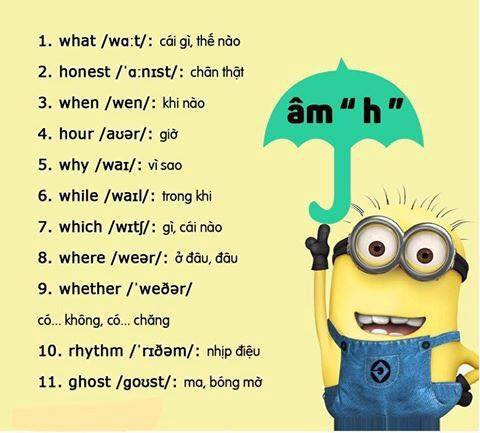 1. what /wɑːt/: cái gì, thế nào
2. honest /ˈɑːnɪst/: chân thật
3. when /wen/: khi nào
4. hour /aʊər/: giờ
5. why /waɪ/: vì sao
6. while /waɪl/: trong khi
7. which /wɪtʃ/: gì, cái nào
8. where /weər/: ở đâu, đâu
9. whether /ˈweðər/
có... không, có... chăng
10. rhythm /ˈrɪðəm/: nhịp điệu
11. ghost /ɡoʊst/: ma, bóng mờ
âm “ h ”